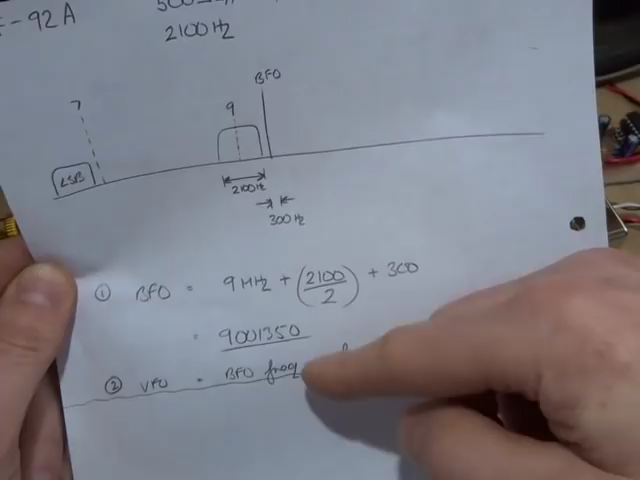 -92A
2100HZ
BFO
7
9
LSB
2100HZ
300HZ
① BFO = 9MHZ + (2100/2) + 300
= 9001350
② VFO = BFO freq